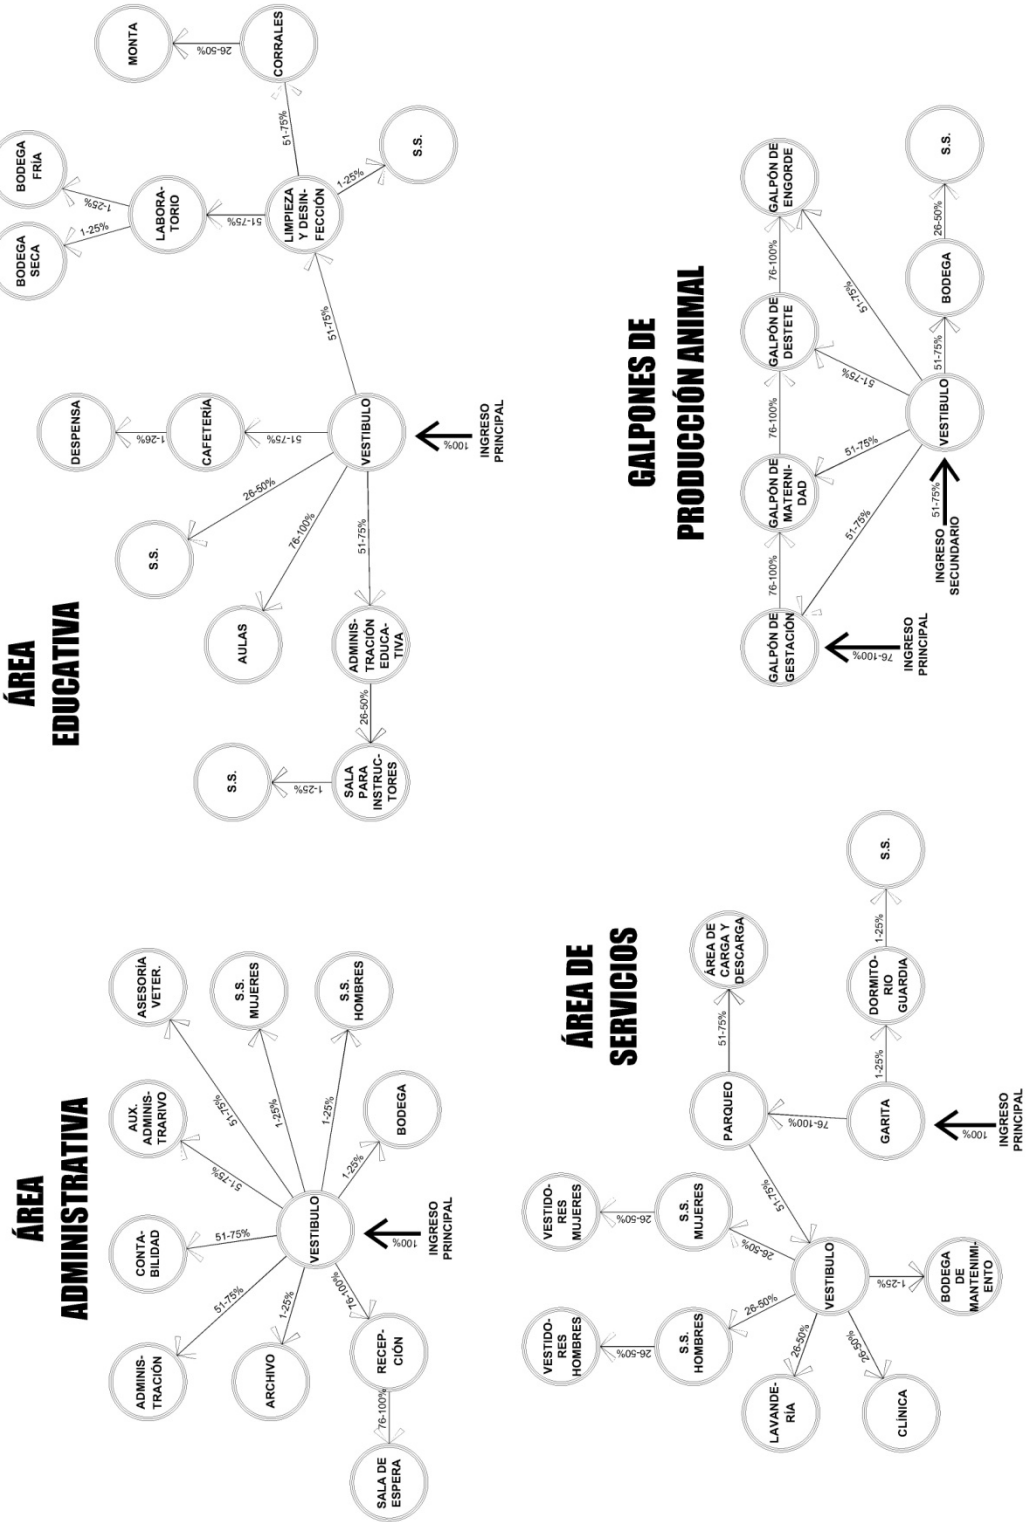 ÁREA
ADMINISTRATIVA
ADMINIS-
TRACIÓN
51-75%
CONTA-
BILIDAD
51-75%
AUX.
ADMINIS-
TRARIVO
51-75%
ASESORÍA
VETER.
51-75%
S.S.
MUJERES
1-25%
S.S.
HOMBRES
1-25%
BODEGA
1-25%
ARCHIVO
1-25%
VESTIBULO
76-100%
RECEP-
CIÓN
76-100%
SALA DE
ESPERA
100%
INGRESO
PRINCIPAL
ÁREA
EDUCATIVA
S.S.
1-25%
SALA
PARA
INSTRUC-
TORES
26-50%
ADMINIS-
TRACIÓN
EDUCA-
TIVA
51-75%
AULAS
76-100%
S.S.
26-50%
DESPENSA
1-26%
CAFETERÍA
51-75%
VESTIBULO
100%
INGRESO
PRINCIPAL
51-75%
BODEGA
SECA
1-25%
BODEGA
FRÍA
1-25%
LABORA-
TORIO
51-75%
LIMPIEZA
Y DESIN-
FECCIÓN
1-25%
S.S.
51-75%
CORRALES
26-50%
MONTA
ÁREA DE
SERVICIOS
VESTIDO-
RES
HOMBRES
26-50%
S.S.
HOMBRES
26-50%
VESTIDO-
RES
MUJERES
26-50%
S.S.
MUJERES
26-50%
LAVANDE-
RÍA
26-50%
CLÍNICA
26-50%
VESTIBULO
1-25%
BODEGA
DE
MANTENIMI-
ENTO
51-75%
PARQUEO
51-75%
ÁREA DE
CARGA Y
DESCARGA
76-100%
GARITA
1-25%
DORMITO-
RIO
GUARDIA
1-25%
S.S.
100%
INGRESO
PRINCIPAL
GALPONES DE
PRODUCCIÓN ANIMAL
GALPÓN DE
GESTACIÓN
76-100%
GALPÓN DE
MATERNI-
DAD
76-100%
GALPÓN DE
DESTETE
76-100%
GALPÓN DE
ENGORDE
51-75%
51-75%
51-75%
51-75%
76-100%
INGRESO
PRINCIPAL
INGRESO
SECUNDARIO
51-75%
VESTIBULO
51-75%
BODEGA
26-50%
S.S.